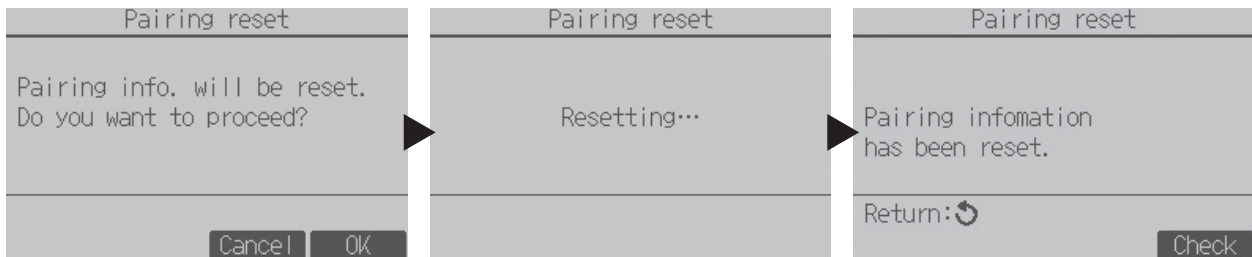 Pairing reset
Pairing info. will be reset.
Do you want to proceed?
Cancel
OK
Pairing reset
Resetting…
Pairing reset
Pairing infomation
has been reset.
Return:
Check